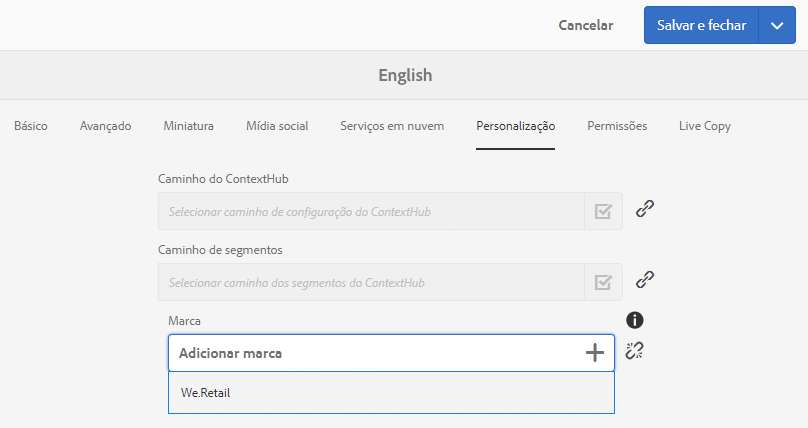 Cancelar
Salvar e fechar
English
Básico Avançado Miniatura Mídia social Serviços em nuvem Personalização Permissões Live Copy
Caminho do ContextHub
Selecionar caminho de configuração do ContextHub
Caminho de segmentos
Selecionar caminho dos segmentos do ContextHub
Marca
Adicionar marca
We.Retail